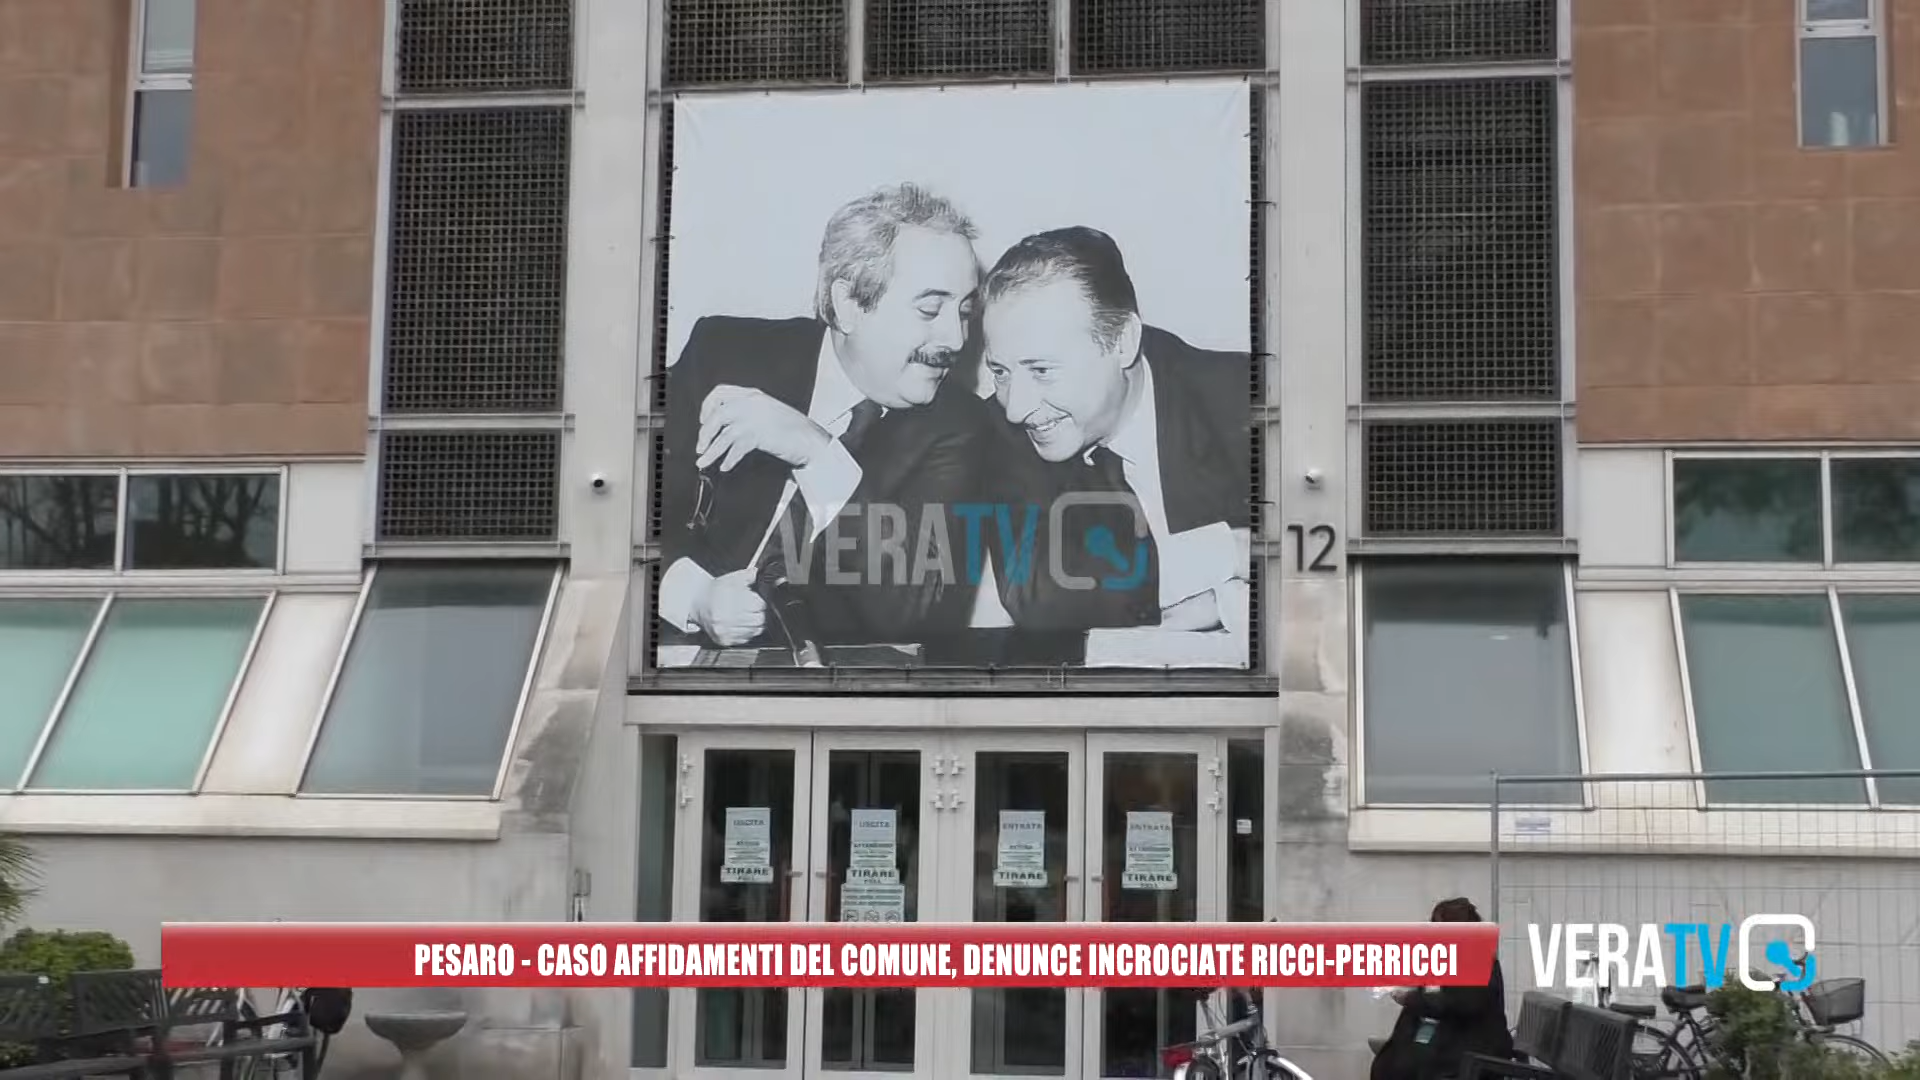 VERATV
12
USCITA
USCITA
ENTRATA
ENTRATA
TIRARE
TIRARE
TIRARE
TIRARE
PESARO - CASO AFFIDAMENTI DEL COMUNE, DENUNCE INCROCIATE RICCI-PERRICCI
VERATV